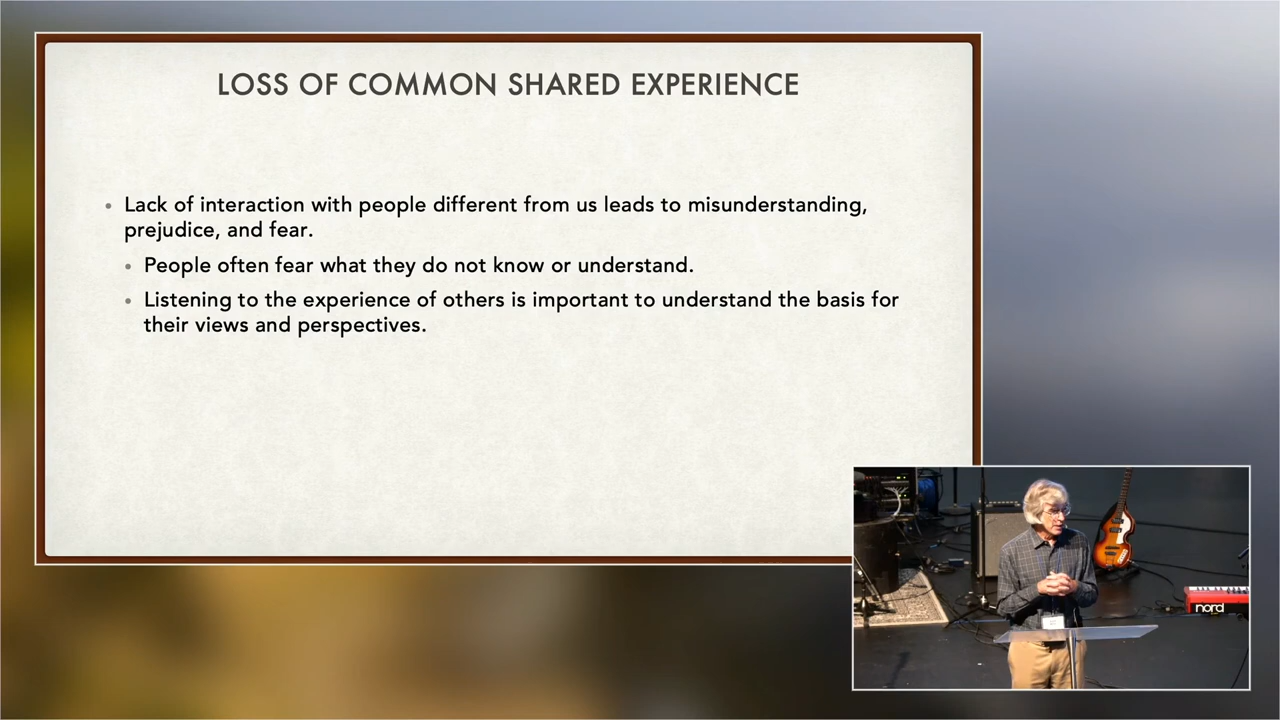 LOSS OF COMMON SHARED EXPERIENCE
Lack of interaction with people different from us leads to misunderstanding,
prejudice, and fear.
People often fear what they do not know or understand.
Listening to the experience of others is important to understand the basis for
their views and perspectives.
nord